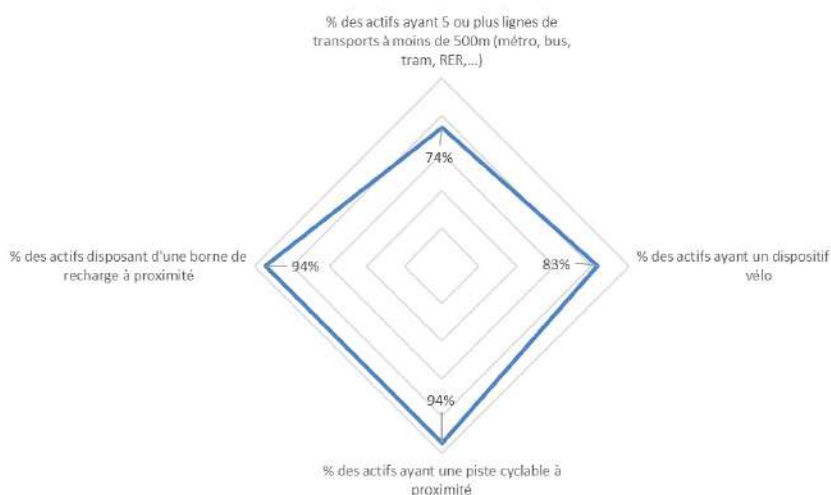 % des actifs ayant 5 ou plus lignes de
transports à moins de 500m (métro, bus,
tram, RER,...)
74%
% des actifs disposant d'une borne de
recharge à proximité
94%
83%
% des actifs ayant un dispositif
vélo
94%
% des actifs ayant une piste cyclable à
proximité